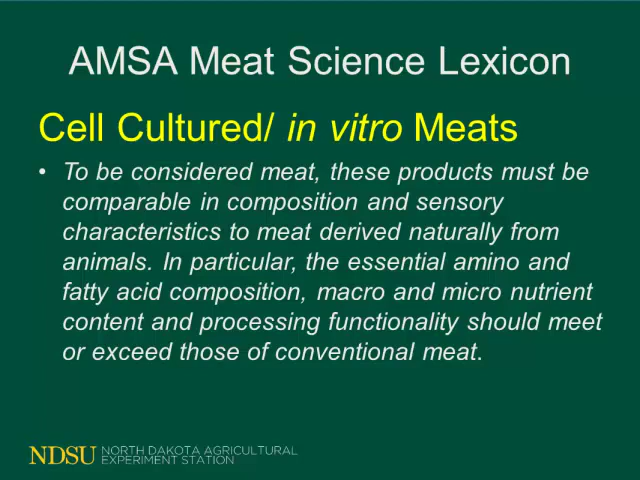 AMSA Meat Science Lexicon
Cell Cultured/ in vitro Meats
• To be considered meat, these products must be
comparable in composition and sensory
characteristics to meat derived naturally from
animals. In particular, the essential amino and
fatty acid composition, macro and micro nutrient
content and processing functionality should meet
or exceed those of conventional meat.
NDSU NORTH DAKOTA AGRICULTURAL
EXPERIMENT STATION